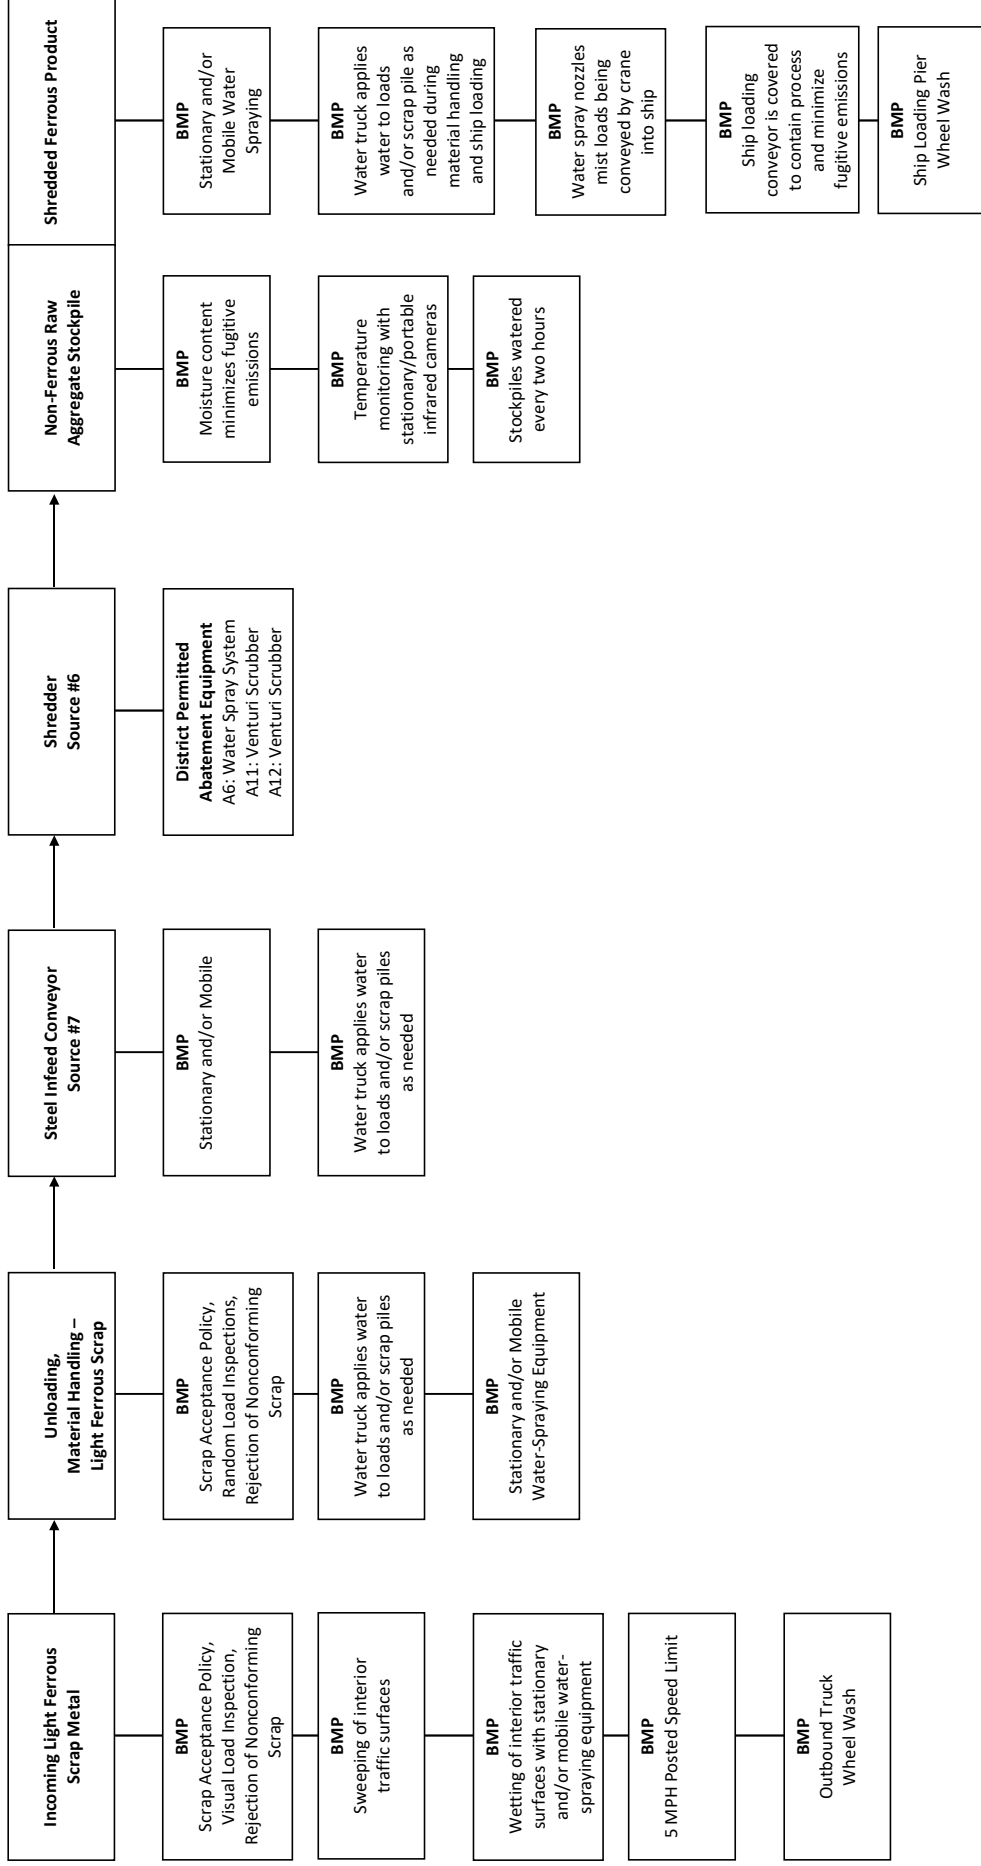 Incoming Light Ferrous
Scrap Metal
BMP
Scrap Acceptance Policy,
Visual Load Inspection,
Rejection of Nonconforming
Scrap
BMP
Sweeping of interior
traffic surfaces
BMP
Wetting of interior traffic
surfaces with stationary
and/or mobile water-
spraying equipment
BMP
5 MPH Posted Speed Limit
BMP
Outbound Truck
Wheel Wash
Unloading,
Material Handling –
Light Ferrous Scrap
BMP
Scrap Acceptance Policy,
Random Load Inspections,
Rejection of Nonconforming
Scrap
BMP
Water truck applies water
to loads and/or scrap piles
as needed
BMP
Stationary and/or Mobile
Water-Spraying Equipment
Steel Infeed Conveyor
Source #7
BMP
Stationary and/or Mobile
BMP
Water truck applies water
to loads and/or scrap piles
as needed
Shredder
Source #6
District Permitted
Abatement Equipment
A6: Water Spray System
A11: Venturi Scrubber
A12: Venturi Scrubber
Non-Ferrous Raw
Aggregate Stockpile
BMP
Moisture content
minimizes fugitive
emissions
BMP
Temperature
monitoring with
stationary/portable
infrared cameras
BMP
Stockpiles watered
every two hours
Shredded Ferrous Product
BMP
Stationary and/or
Mobile Water
Spraying
BMP
Water truck applies
water to loads
and/or scrap pile as
needed during
material handling
and ship loading
BMP
Water spray nozzles
mist loads being
conveyed by crane
into ship
BMP
Ship loading
conveyor is covered
to contain process
and minimize
fugitive emissions
BMP
Ship Loading Pier
Wheel Wash